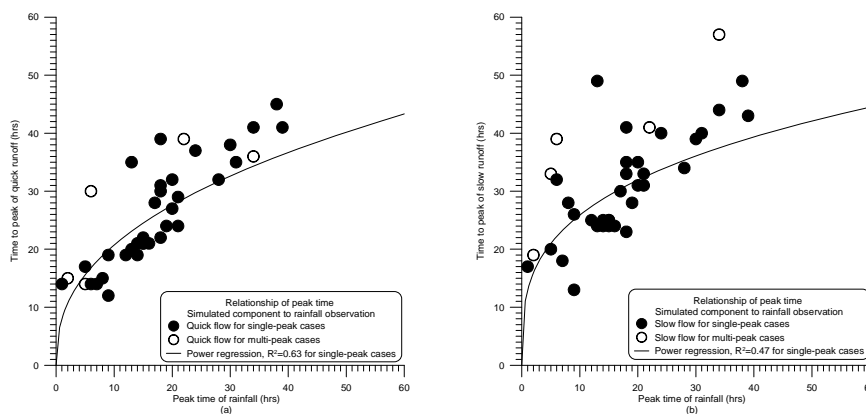 60
50
40
30
20
10
0
Time to peak of quick runoff (hrs)
Relationship of peak time
Simulated component to rainfall observation
Quick flow for single-peak cases
Quick flow for multi-peak cases
Power regression, R²=0.63 for single-peak cases
0 10 20 30 40 50 60
Peak time of rainfall (hrs)
(a)
60
50
40
30
20
10
0
Time to peak of slow runoff (hrs)
Relationship of peak time
Simulated component to rainfall observation
Slow flow for single-peak cases
Slow flow for multi-peak cases
Power regression, R²=0.47 for single-peak cases
0 10 20 30 40 50 60
Peak time of rainfall (hrs)
(b)